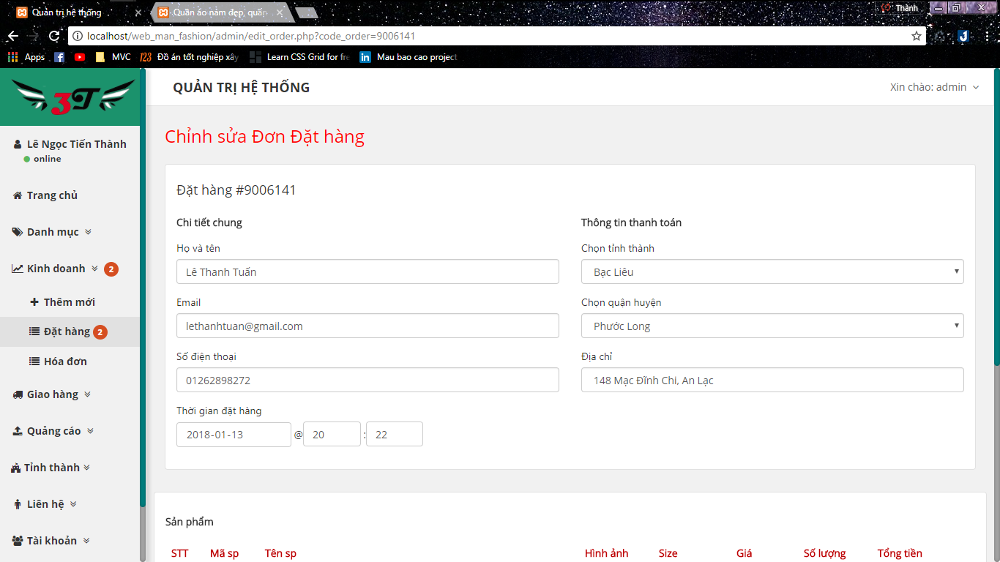 Quản trị hệ thống
Quần áo nam đẹp, quần
Thành
localhost/web_man_fashion/admin/edit_order.php?code_order=9006141
Apps
MVC
123 Đồ án tốt nghiệp xây
Learn CSS Grid for fre
Mau bao cao project
3T
QUẢN TRỊ HỆ THỐNG
Xin chào: admin
Lê Ngọc Tiến Thành
online
Trang chủ
Danh mục
Kinh doanh 2
Thêm mới
Đặt hàng 2
Hóa đơn
Giao hàng
Quảng cáo
Tỉnh thành
Liên hệ
Tài khoản
Chỉnh sửa Đơn Đặt hàng
Đặt hàng #9006141
Chi tiết chung
Họ và tên
Lê Thanh Tuấn
Email
lethanhtuan@gmail.com
Số điện thoại
01262898272
Thời gian đặt hàng
2018-01-13 @ 20 : 22
Thông tin thanh toán
Chọn tỉnh thành
Bạc Liêu
Chọn quận huyện
Phước Long
Địa chỉ
148 Mạc Đĩnh Chi, An Lạc
Sản phẩm
STT Mã sp Tên sp Hình ảnh Size Giá Số lượng Tổng tiền